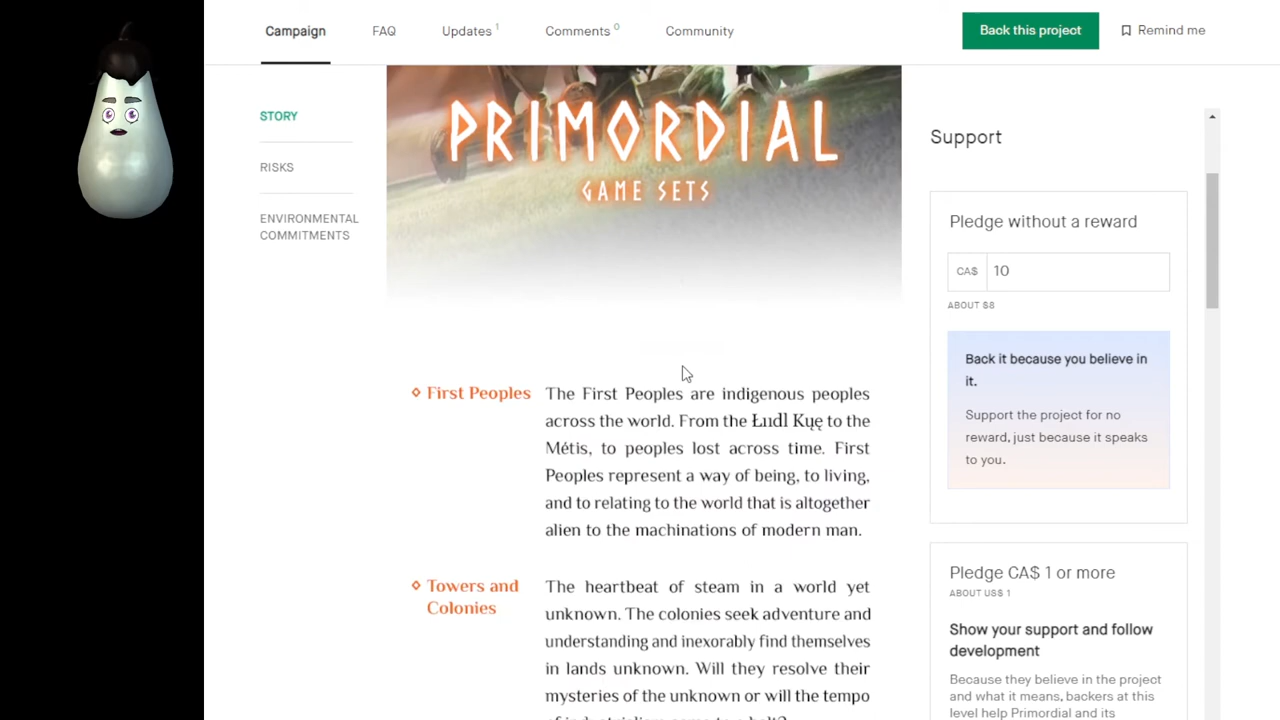 Campaign
FAQ
Updates 1
Comments 0
Community
Back this project
Remind me
STORY
RISKS
ENVIRONMENTAL
COMMITMENTS
PRIMORDIAL
GAME SETS
First Peoples
The First Peoples are indigenous peoples
across the world. From the Łııdlı̨ Kų́ę́ to the
Métis, to peoples lost across time. First
Peoples represent a way of being, to living,
and to relating to the world that is altogether
alien to the machinations of modern man.
Towers and
Colonies
The heartbeat of steam in a world yet
unknown. The colonies seek adventure and
understanding and inexorably find themselves
in lands unknown. Will they resolve their
mysteries of the unknown or will the tempo
of industrialism come to a halt?
Support
Pledge without a reward
CA$ 10
ABOUT $8
Back it because you believe in
it.
Support the project for no
reward, just because it speaks
to you.
Pledge CA$ 1 or more
ABOUT US$ 1
Show your support and follow
development
Because they believe in the project
and what it means, backers at this
level help Primordial and its